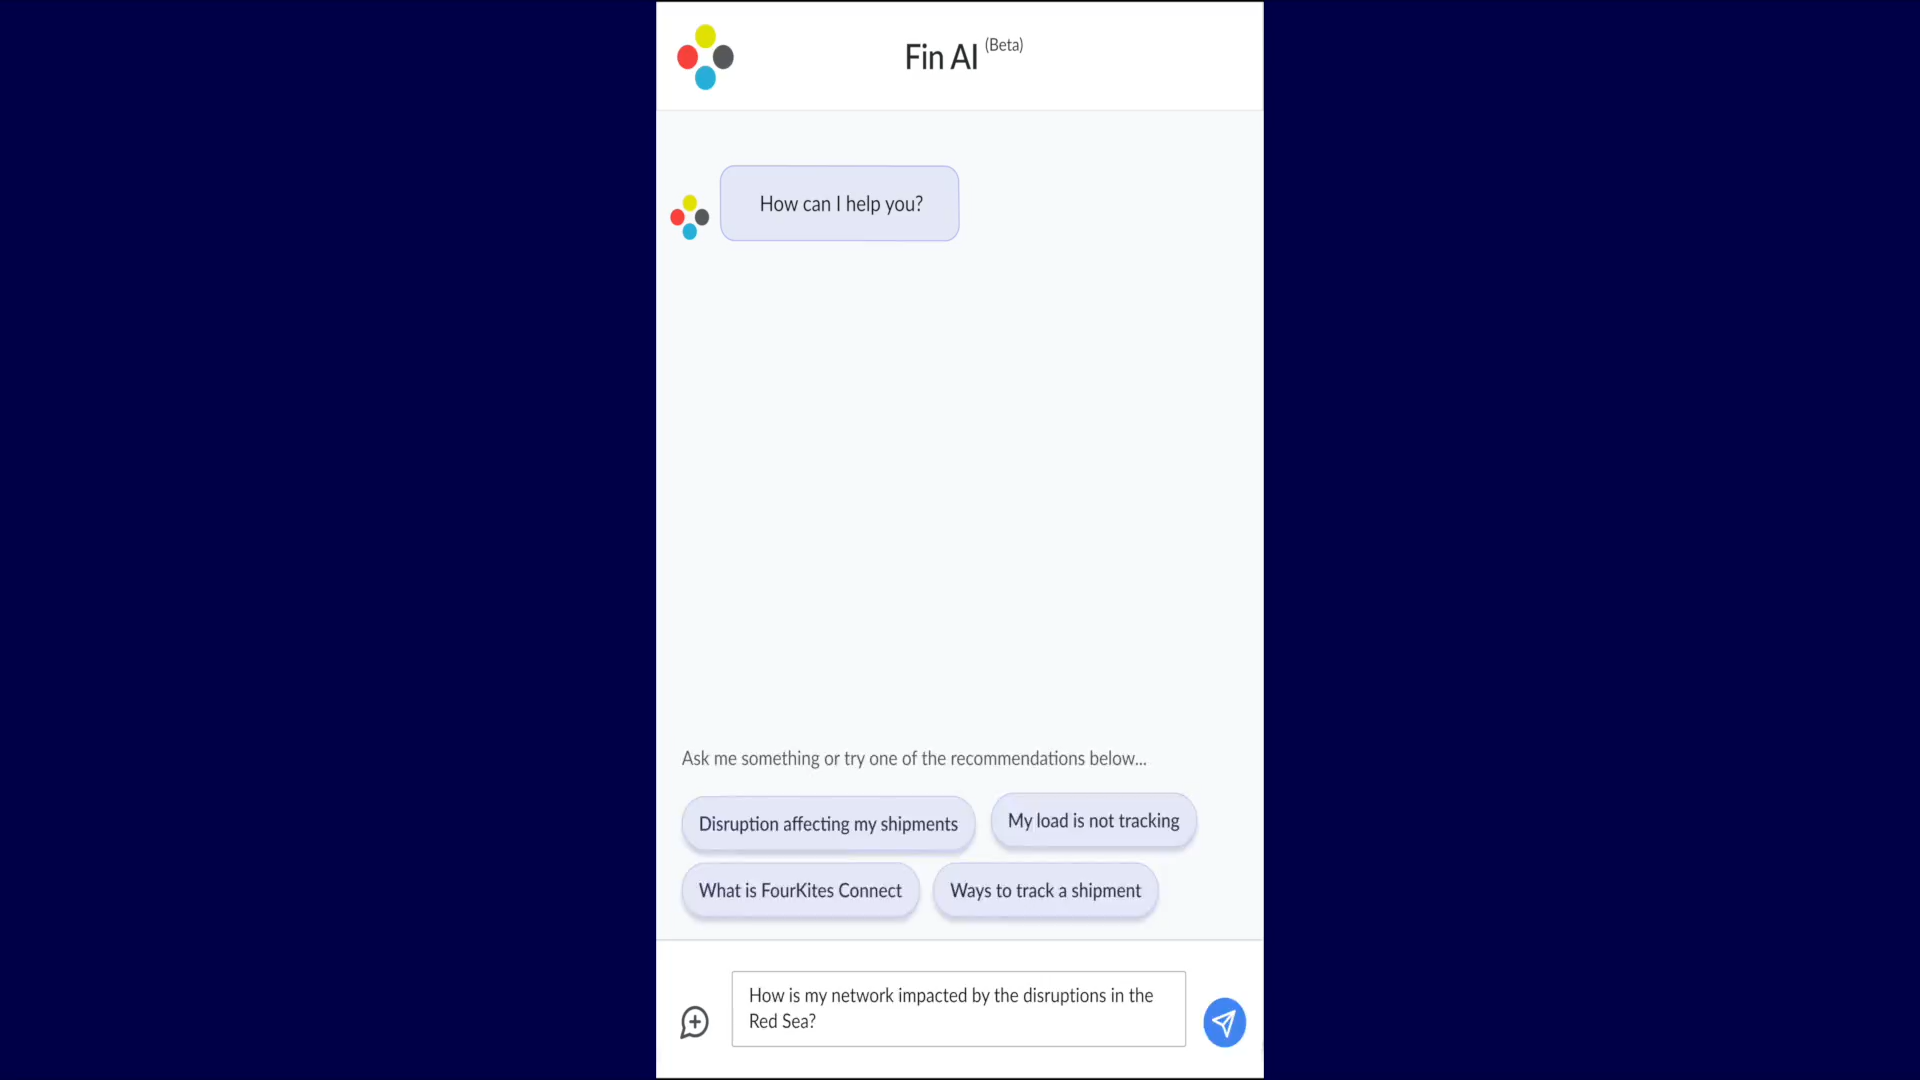 Fin AI (Beta)
How can I help you?
Ask me something or try one of the recommendations below...
Disruption affecting my shipments
My load is not tracking
What is FourKites Connect
Ways to track a shipment
How is my network impacted by the disruptions in the
Red Sea?